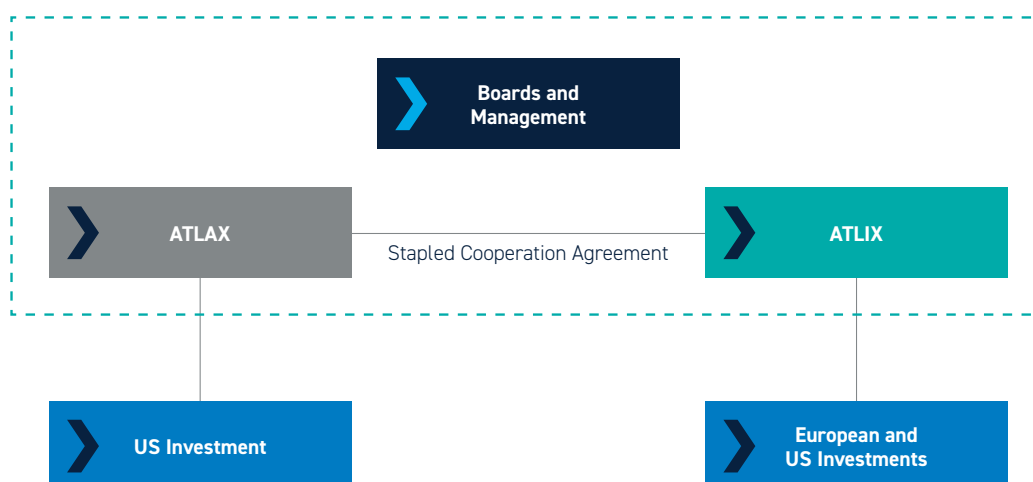 Boards and
Management
ATLAX
Stapled Cooperation Agreement
ATLIX
US Investment
European and
US Investments